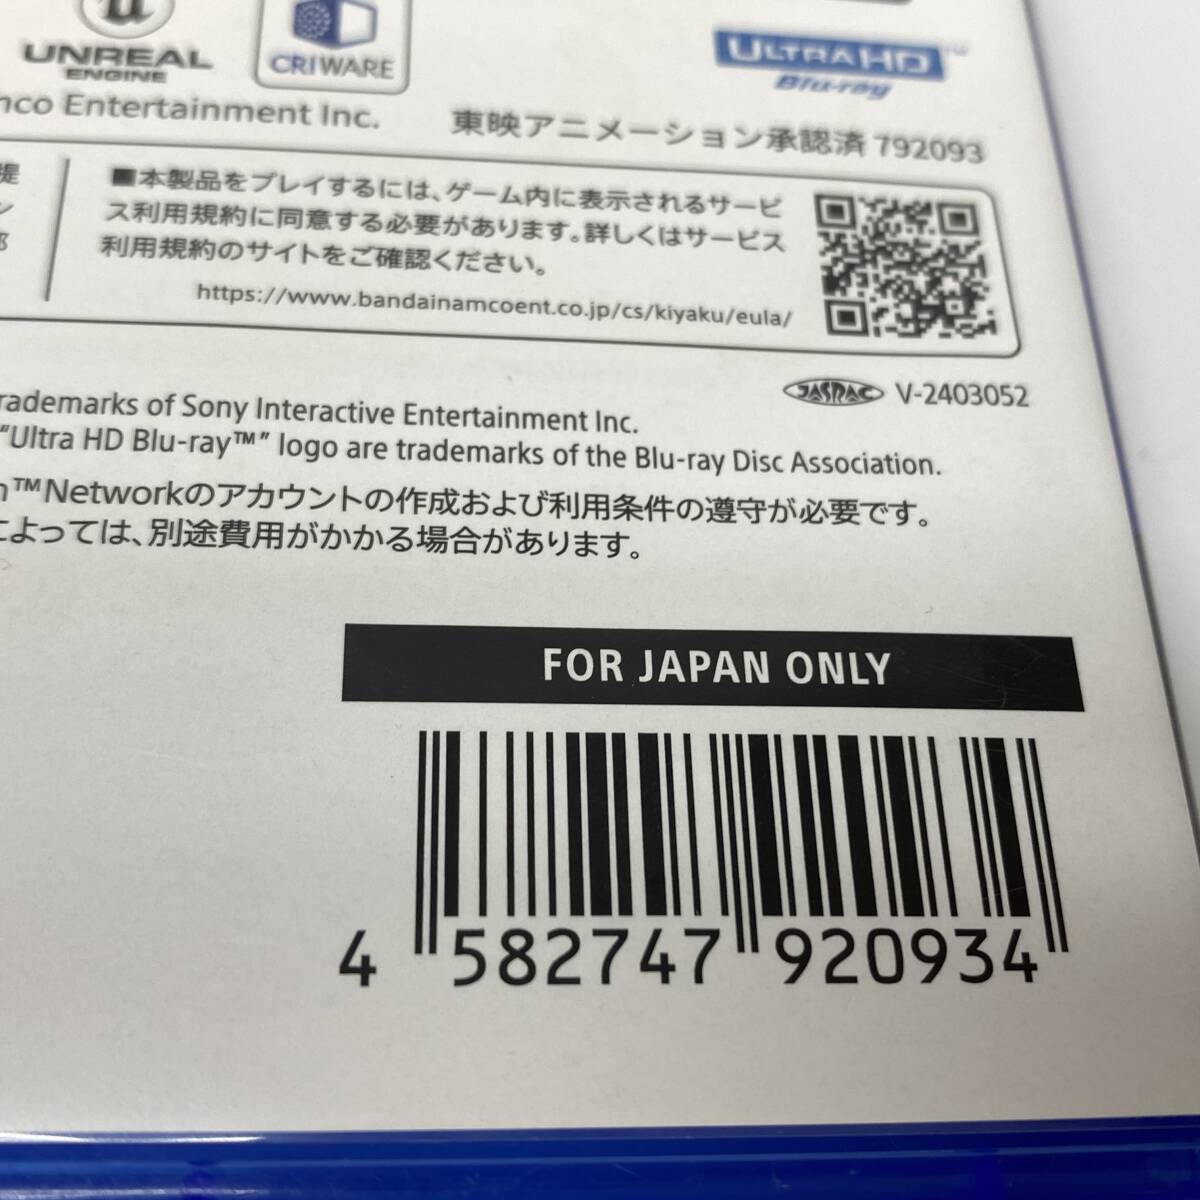 UNREAL
ENGINE
CRIWARE
ULTRA HD
Blu-ray
nco Entertainment Inc.
東映アニメーション承認済 792093
提
■本製品をプレイするには、ゲーム内に表示されるサービ
ス利用規約に同意する必要があります。詳しくはサービス
利用規約のサイトをご確認ください。
https://www.bandainamcoent.co.jp/cs/kiyaku/eula/
JASRAC V-2403052
rademarks of Sony Interactive Entertainment Inc.
“Ultra HD Blu-ray™” logo are trademarks of the Blu-ray Disc Association.
n™Networkのアカウントの作成および利用条件の遵守が必要です。
によっては、別途費用がかかる場合があります。
FOR JAPAN ONLY
4 582747 920934